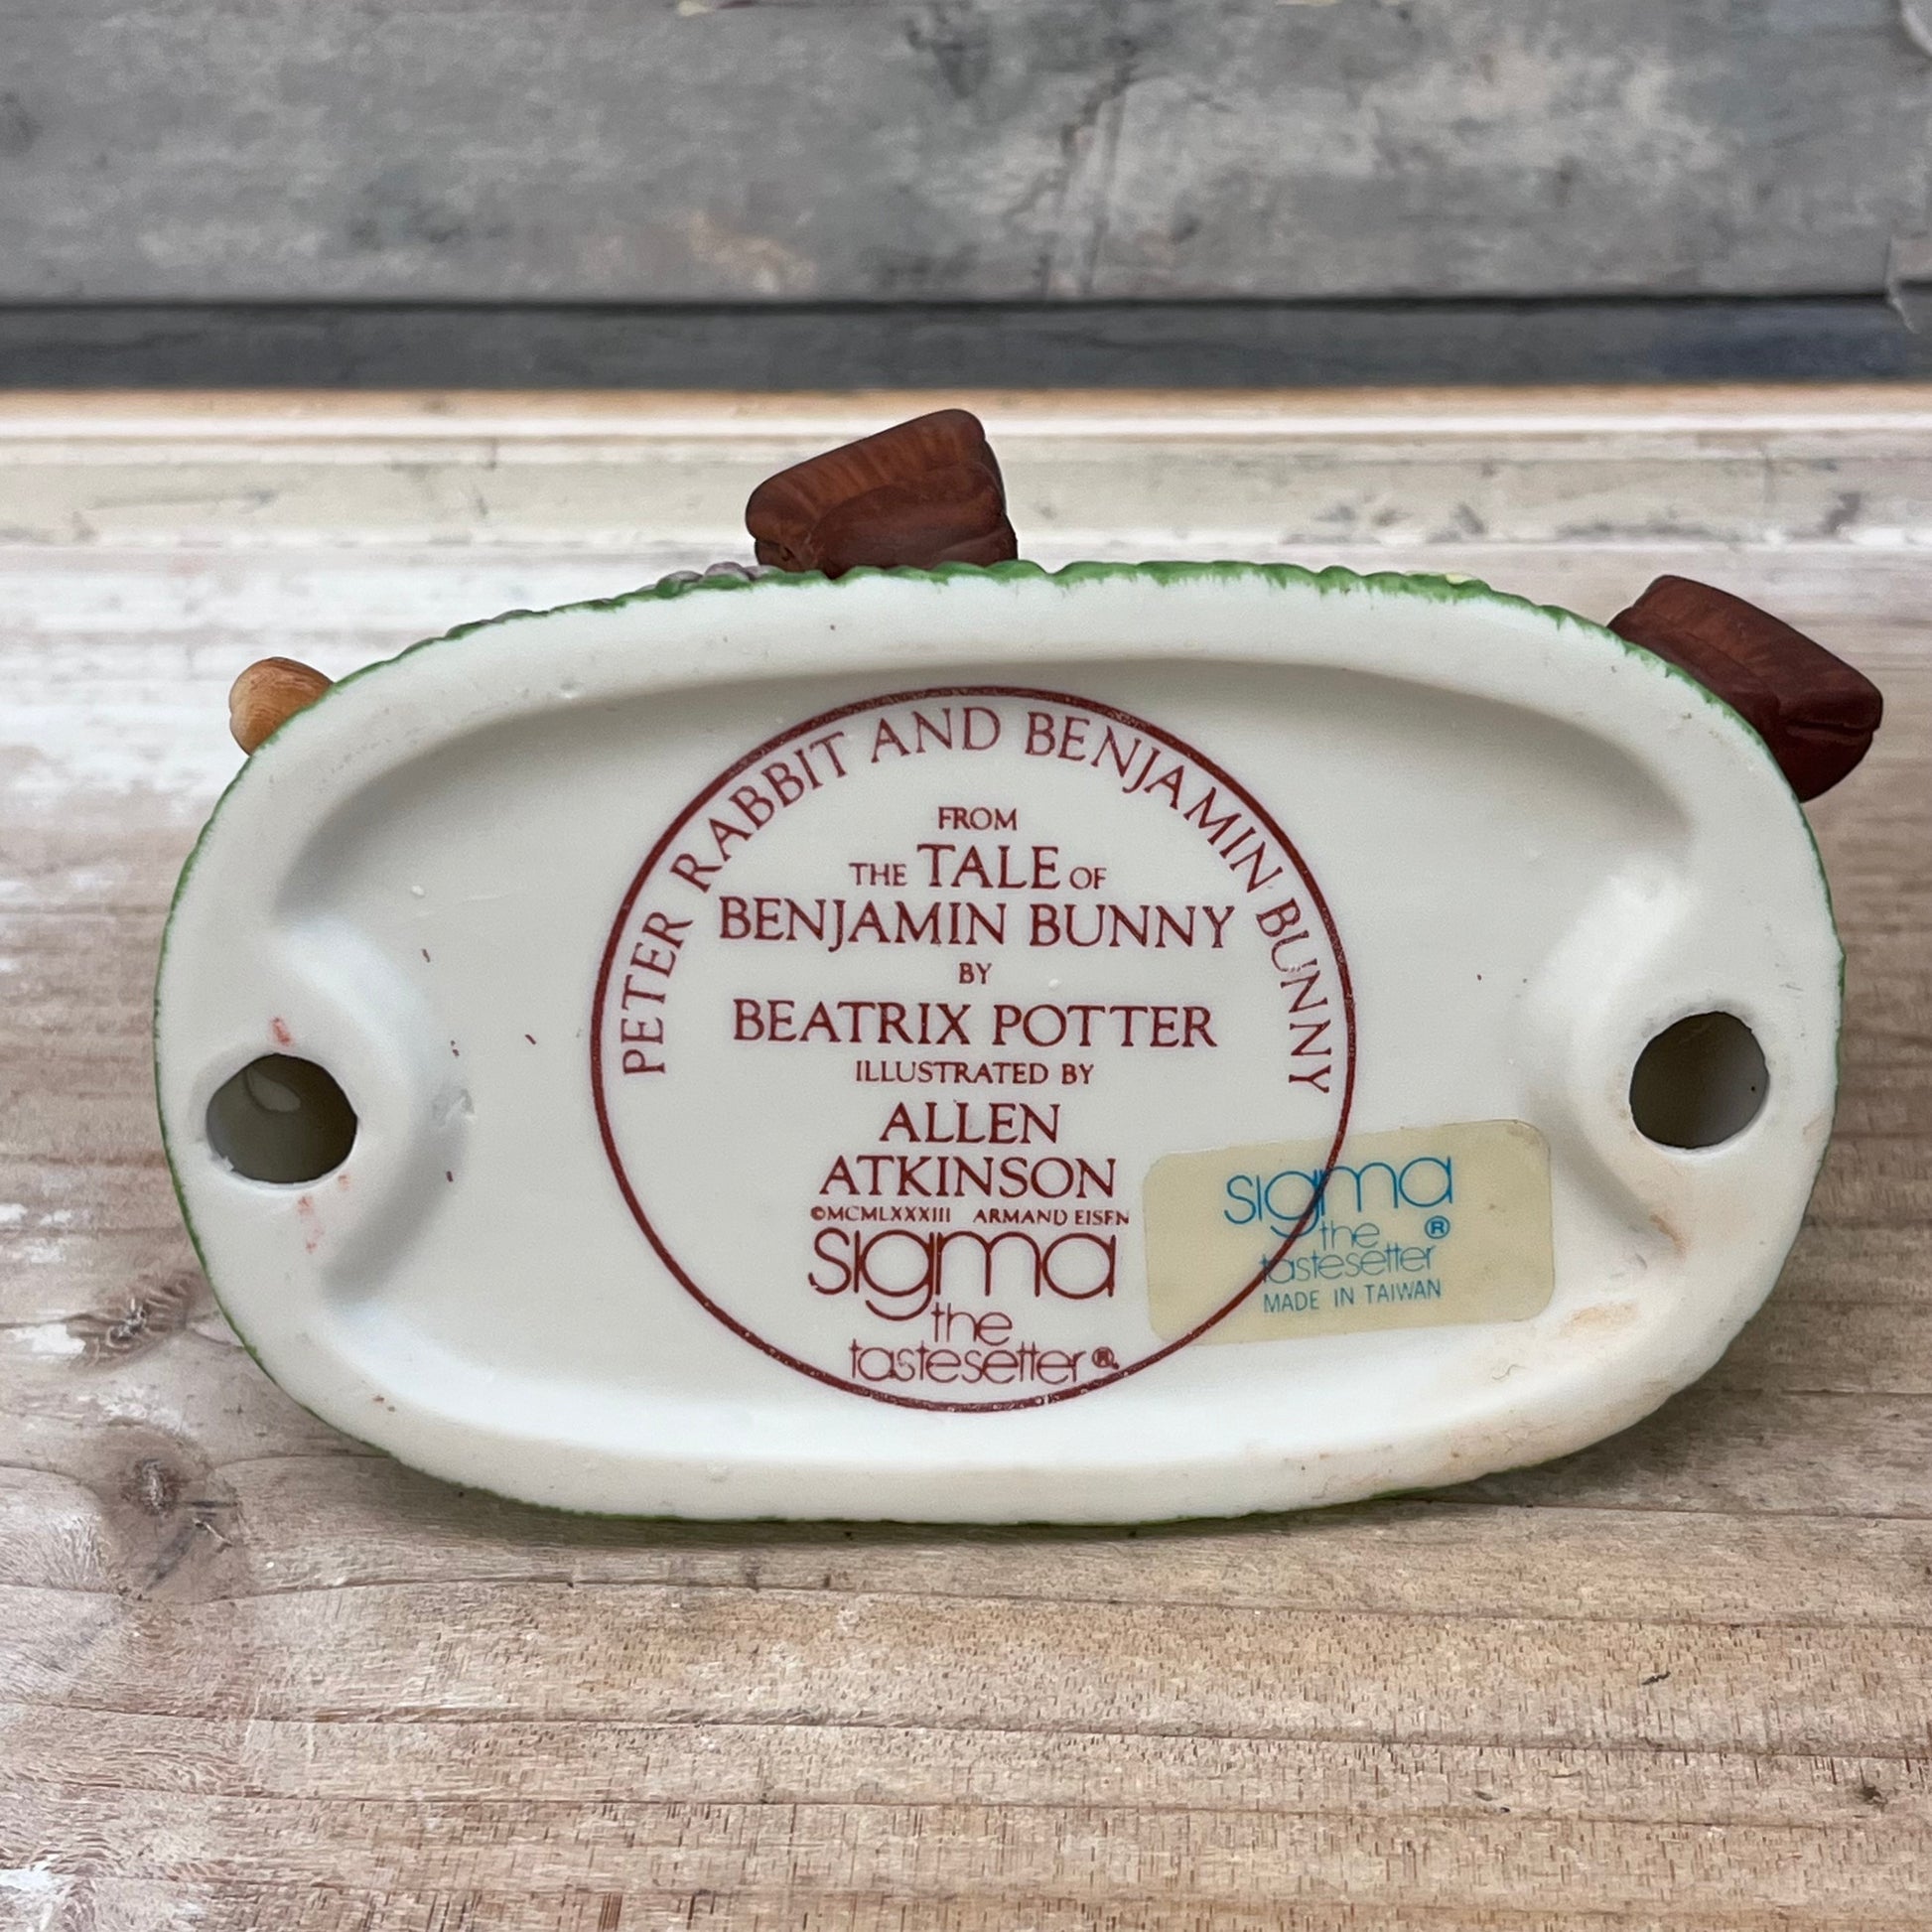 PETER RABBIT AND BENJAMIN BUNNY
FROM
THE TALE OF
BENJAMIN BUNNY
BY
BEATRIX POTTER
ILLUSTRATED BY
ALLEN
ATKINSON
©MCMLXXXIII ARMAND EISEN
sigma
the
tastesetter®
sigma
the ®
tastesetter
MADE IN TAIWAN